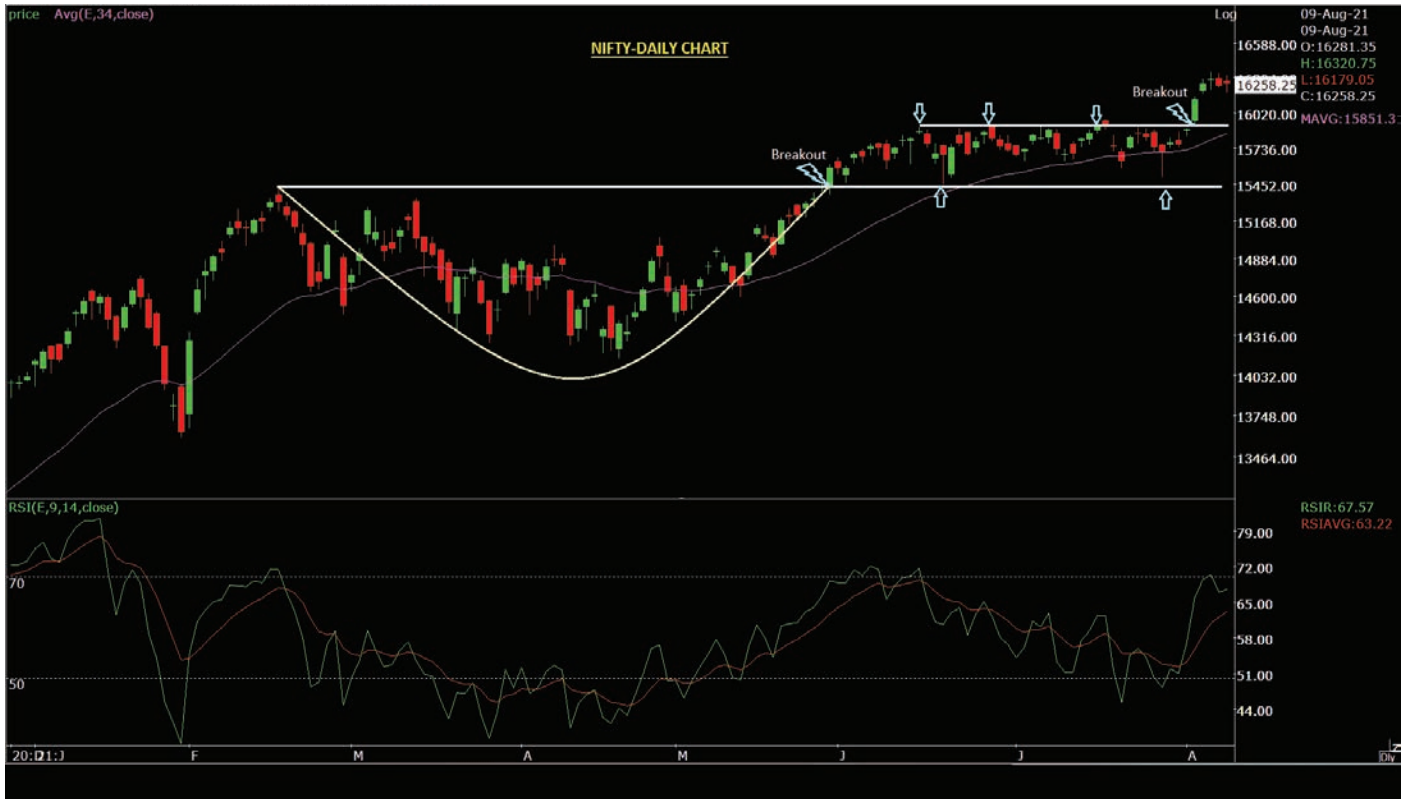 price Avg(E,34,close)
Log
09-Aug-21
09-Aug-21
NIFTY-DAILY CHART
O:16281.35
H:16320.75
L:16179.05
C:16258.25
MAVG:15851.31
16588.00
16258.25
16020.00
15736.00
15452.00
15168.00
14884.00
14600.00
14316.00
14032.00
13748.00
13464.00
Breakout
Breakout
RSI(E,9,14,close)
RSIR:67.57
RSIAVG:63.22
79.00
72.00
65.00
58.00
51.00
44.00
70
50
21:J F M A M J J A
Dly